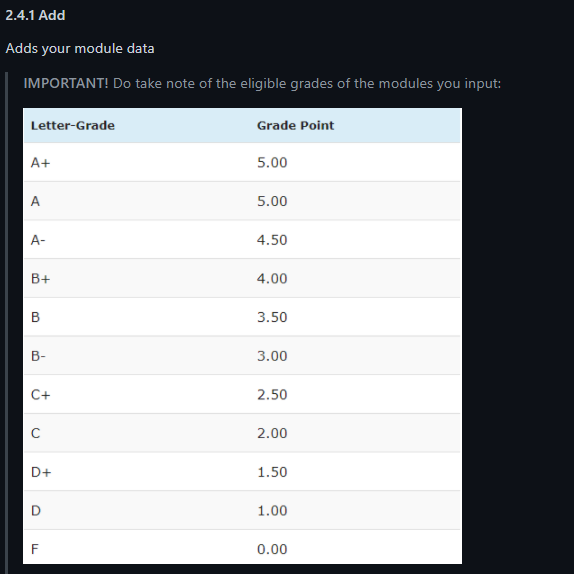 2.4.1 Add
Adds your module data
IMPORTANT! Do take note of the eligible grades of the modules you input:
Letter-Grade Grade Point
A+ 5.00
A 5.00
A- 4.50
B+ 4.00
B 3.50
B- 3.00
C+ 2.50
C 2.00
D+ 1.50
D 1.00
F 0.00